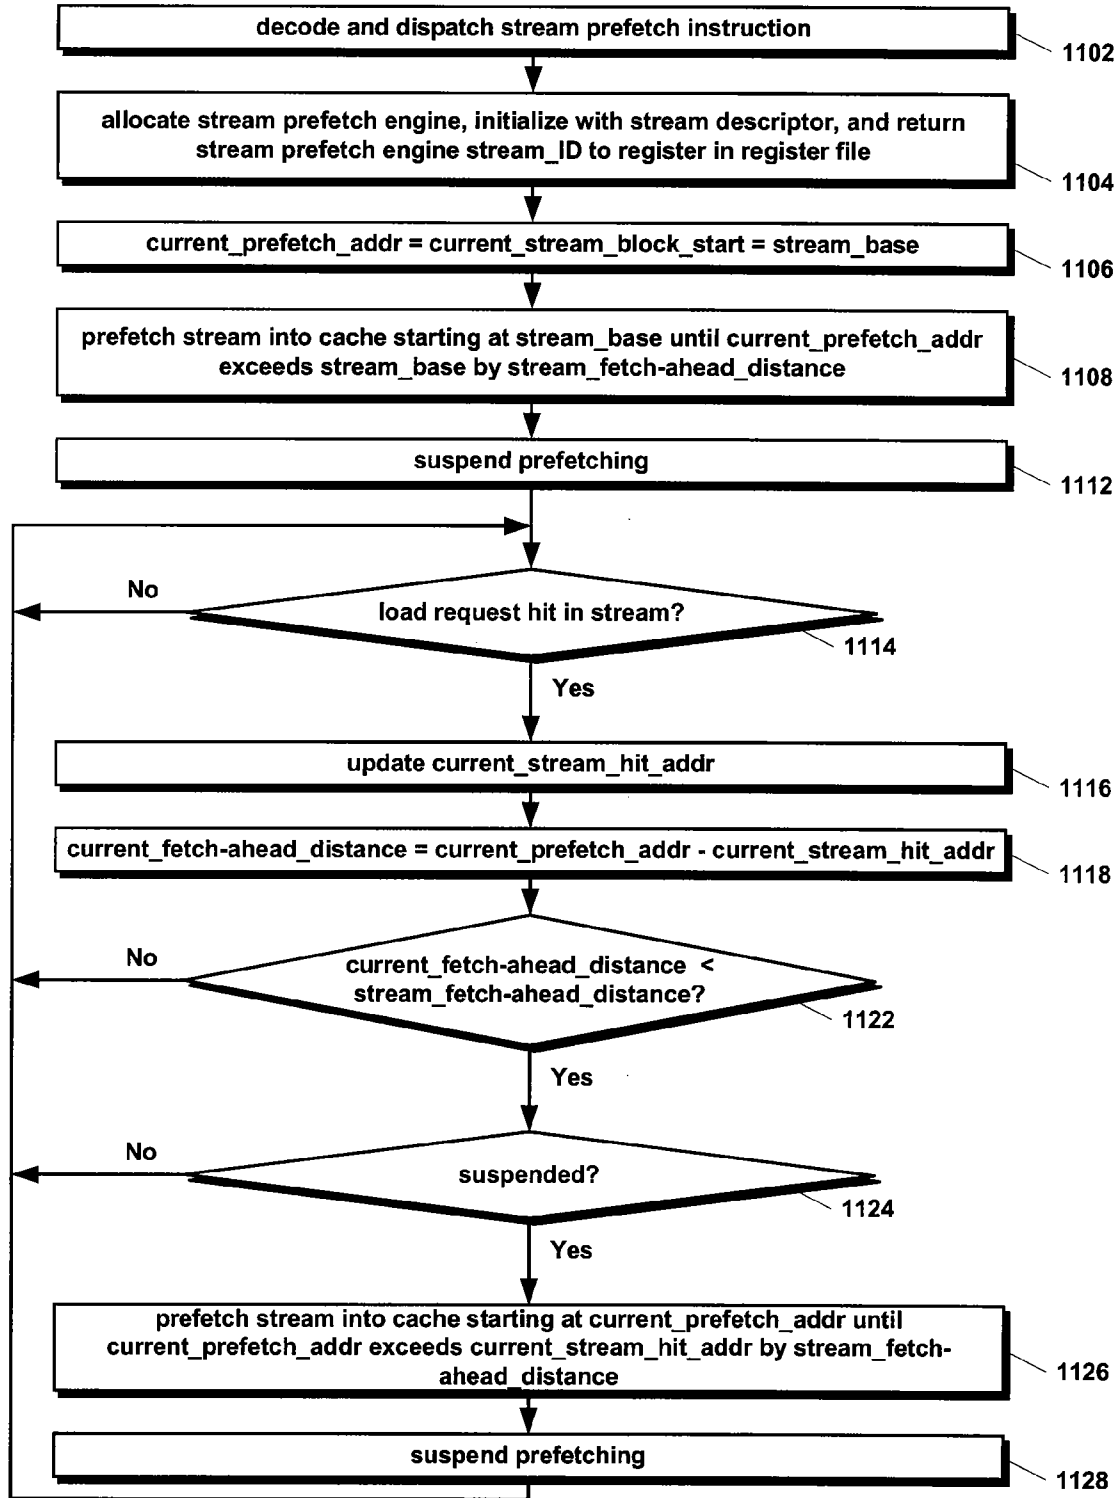 decode and dispatch stream prefetch instruction
1102
allocate stream prefetch engine, initialize with stream descriptor, and return
stream prefetch engine stream_ID to register in register file
1104
current_prefetch_addr = current_stream_block_start = stream_base
1106
prefetch stream into cache starting at stream_base until current_prefetch_addr
exceeds stream_base by stream_fetch-ahead_distance
1108
suspend prefetching
1112
No
load request hit in stream?
1114
Yes
update current_stream_hit_addr
1116
current_fetch-ahead_distance = current_prefetch_addr - current_stream_hit_addr
1118
No
current_fetch-ahead_distance <
stream_fetch-ahead_distance?
1122
Yes
No
suspended?
1124
Yes
prefetch stream into cache starting at current_prefetch_addr until
current_prefetch_addr exceeds current_stream_hit_addr by stream_fetch-
ahead_distance
1126
suspend prefetching
1128